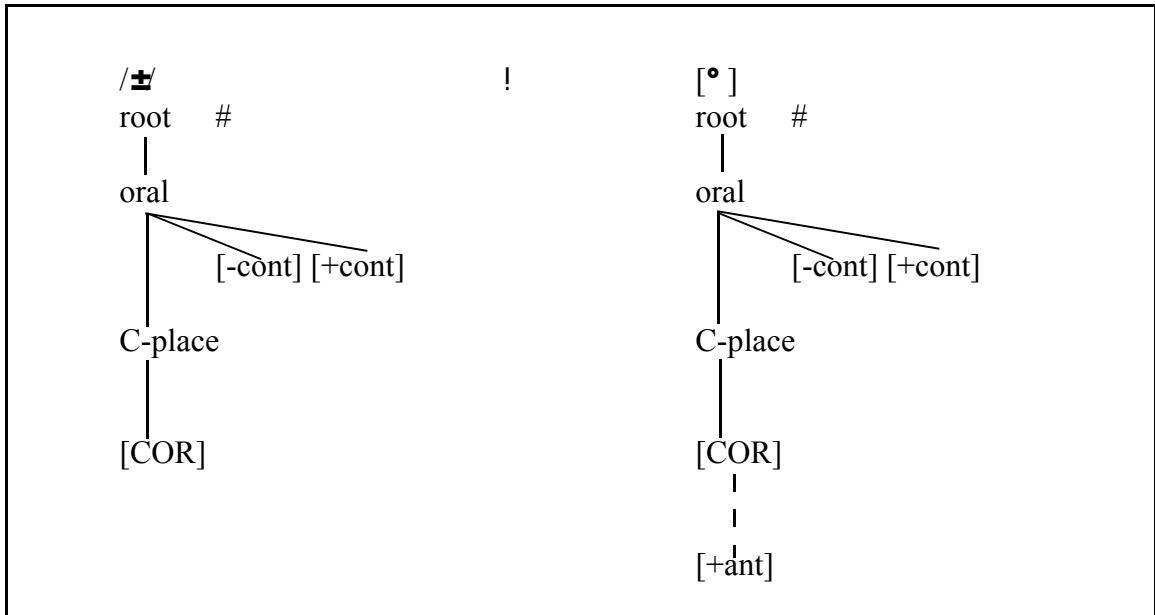 /±/ ! [° ]
root # root #
oral oral
[-cont] [+cont] [-cont] [+cont]
C-place C-place
[COR] [COR]
[+ant]